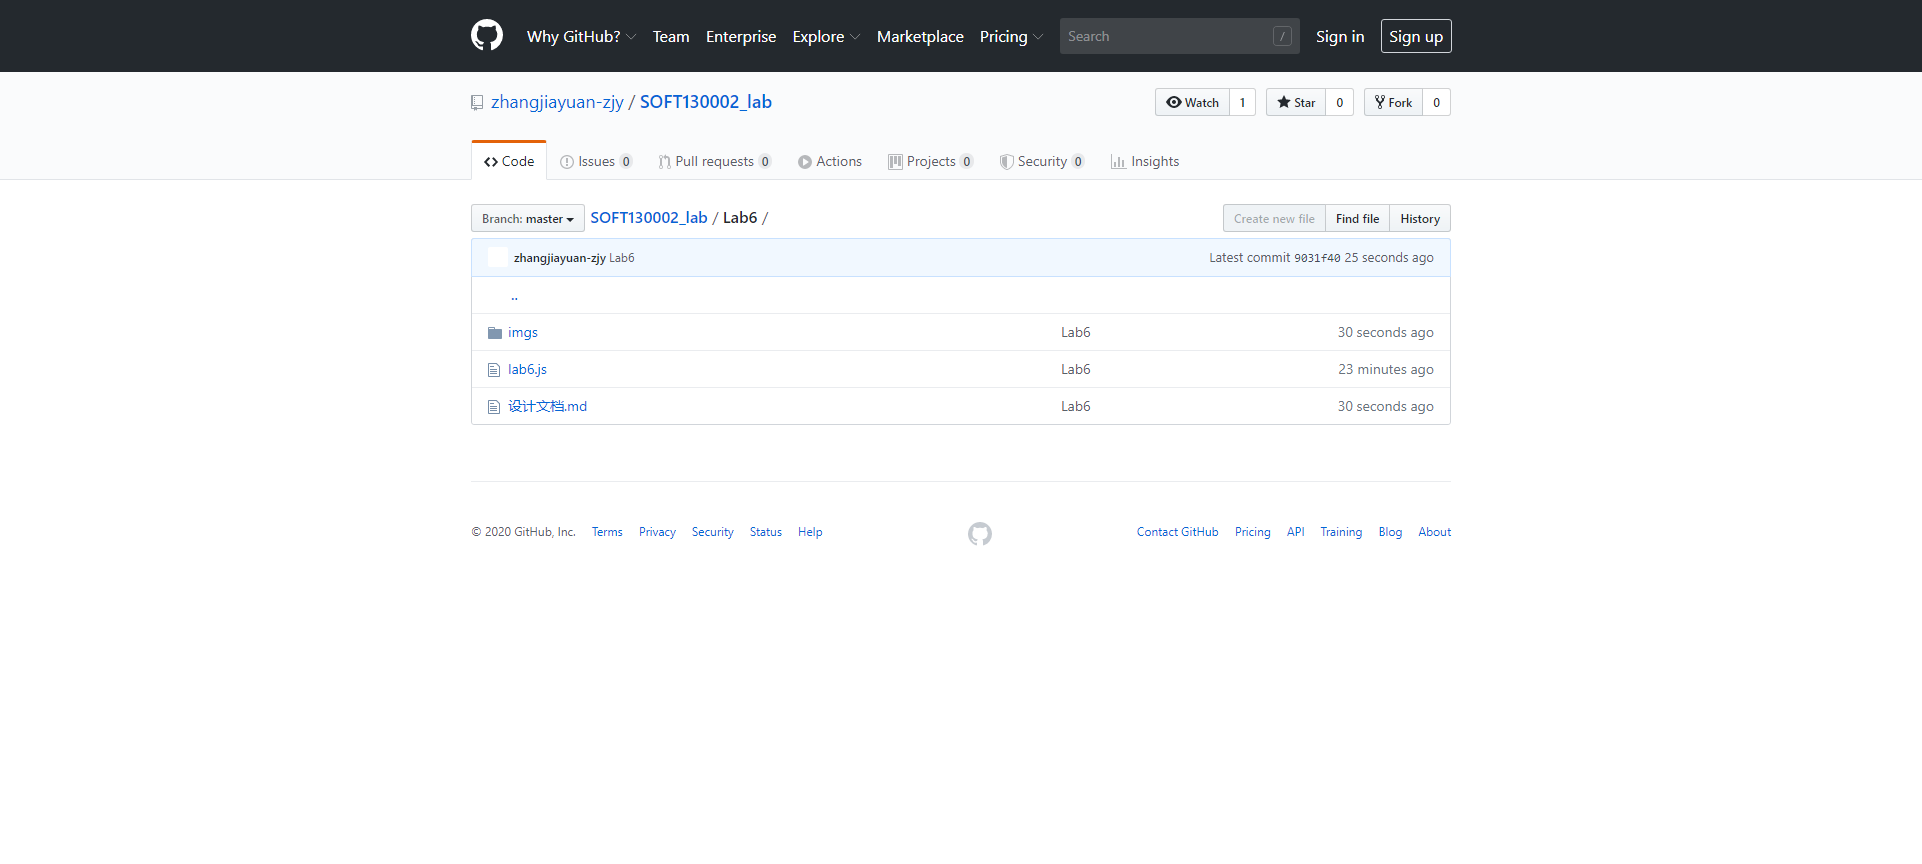 Why GitHub? Team Enterprise Explore Marketplace Pricing Search / Sign in Sign up
zhangjiayuan-zjy / SOFT130002_lab Watch 1 Star 0 Fork 0
Code Issues 0 Pull requests 0 Actions Projects 0 Security 0 Insights
Branch: master SOFT130002_lab / Lab6 / Create new file Find file History
zhangjiayuan-zjy Lab6 Latest commit 9031f40 25 seconds ago
..
imgs Lab6 30 seconds ago
lab6.js Lab6 23 minutes ago
设计文档.md Lab6 30 seconds ago
© 2020 GitHub, Inc. Terms Privacy Security Status Help Contact GitHub Pricing API Training Blog About